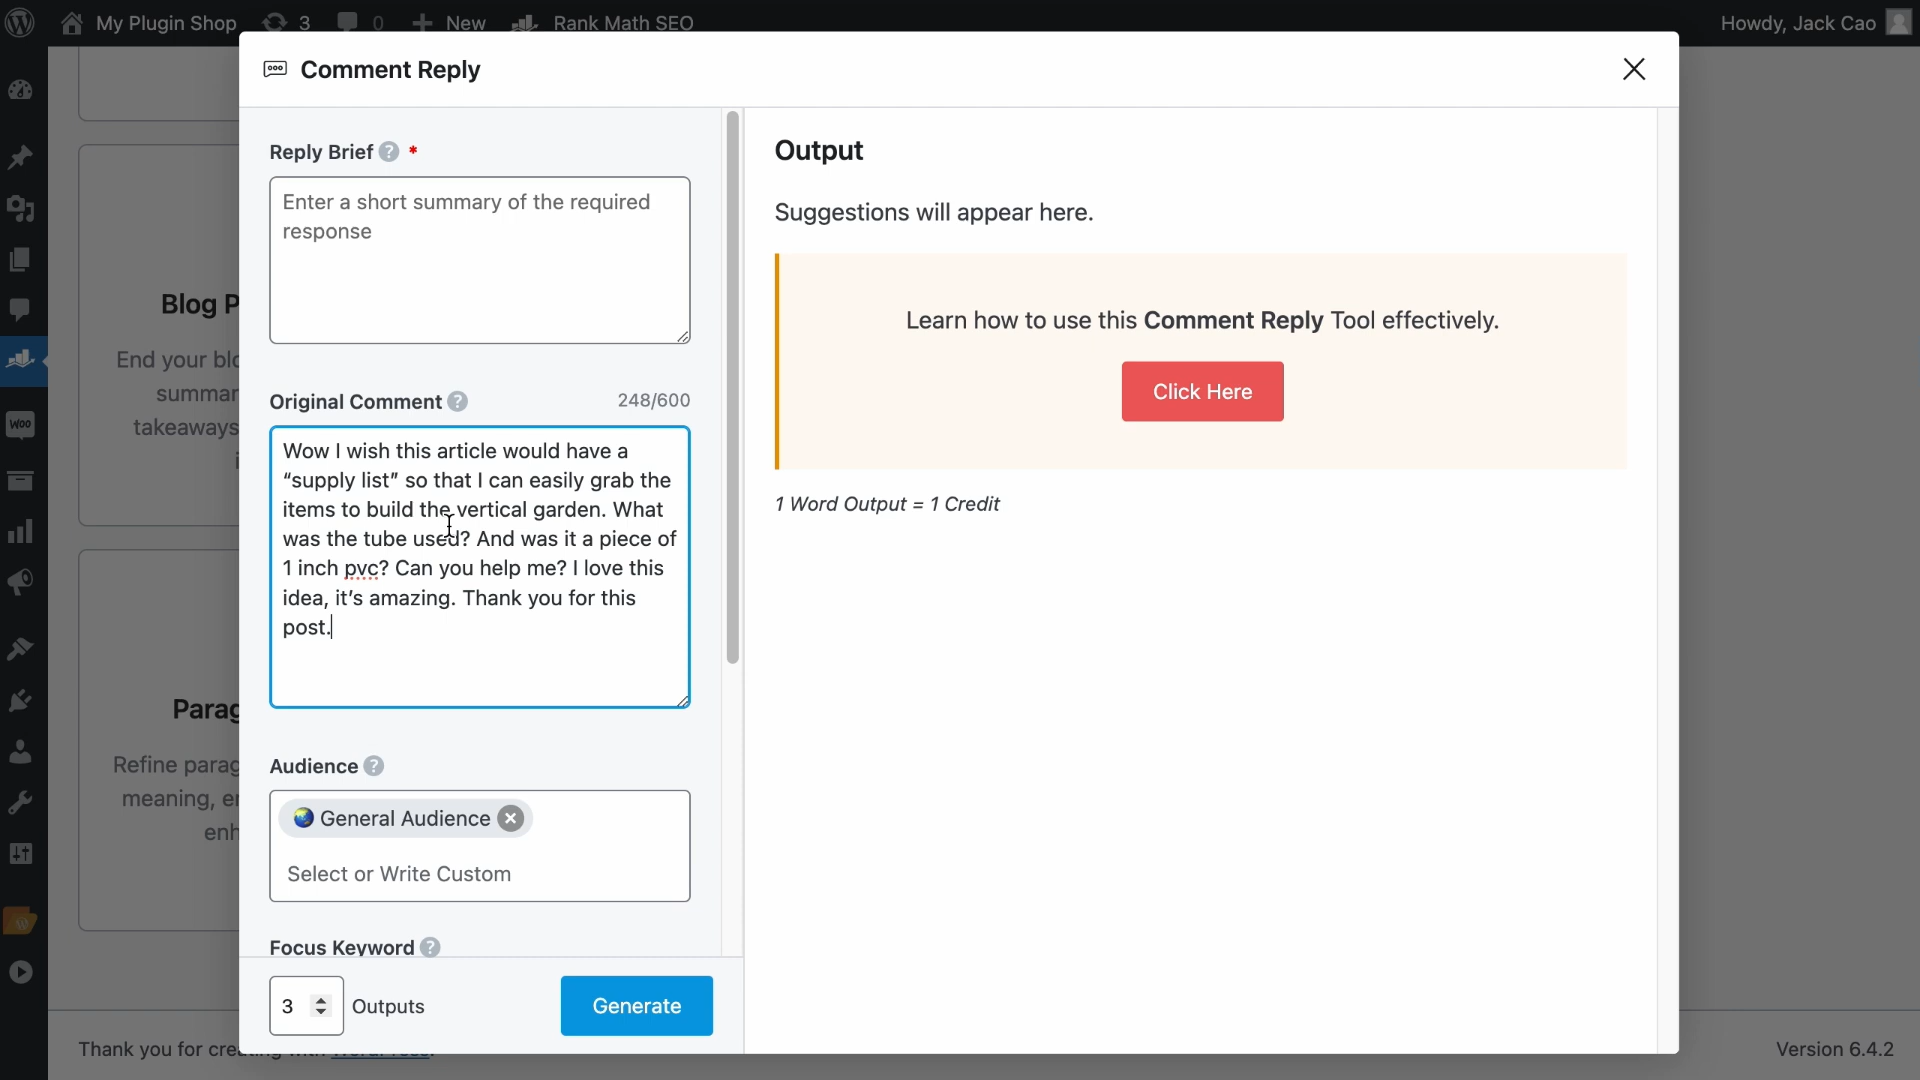 My Plugin Shop 3 0 New Rank Math SEO Howdy, Jack Cao
Comment Reply
Reply Brief ? *
Enter a short summary of the required
response
Original Comment ? 248/600
Wow I wish this article would have a
“supply list” so that I can easily grab the
items to build the vertical garden. What
was the tube used? And was it a piece of
1 inch pvc? Can you help me? I love this
idea, it’s amazing. Thank you for this
post.
Audience ?
General Audience
Select or Write Custom
Focus Keyword ?
3 Outputs Generate
Output
Suggestions will appear here.
Learn how to use this Comment Reply Tool effectively.
Click Here
1 Word Output = 1 Credit
Blog P
End your blo
summar
takeaways
Parag
Refine parag
meaning, en
enh
Woo
Thank you for crea
Version 6.4.2